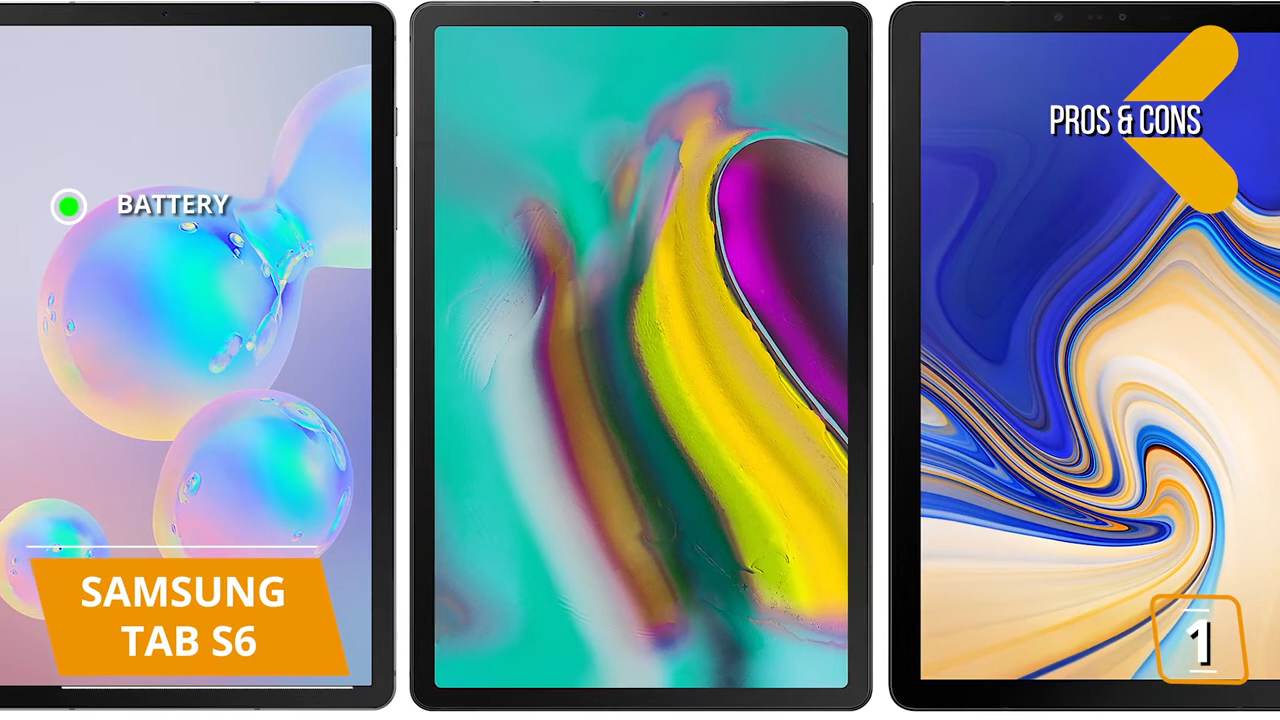 PROS & CONS
BATTERY
SAMSUNG
TAB S6
1